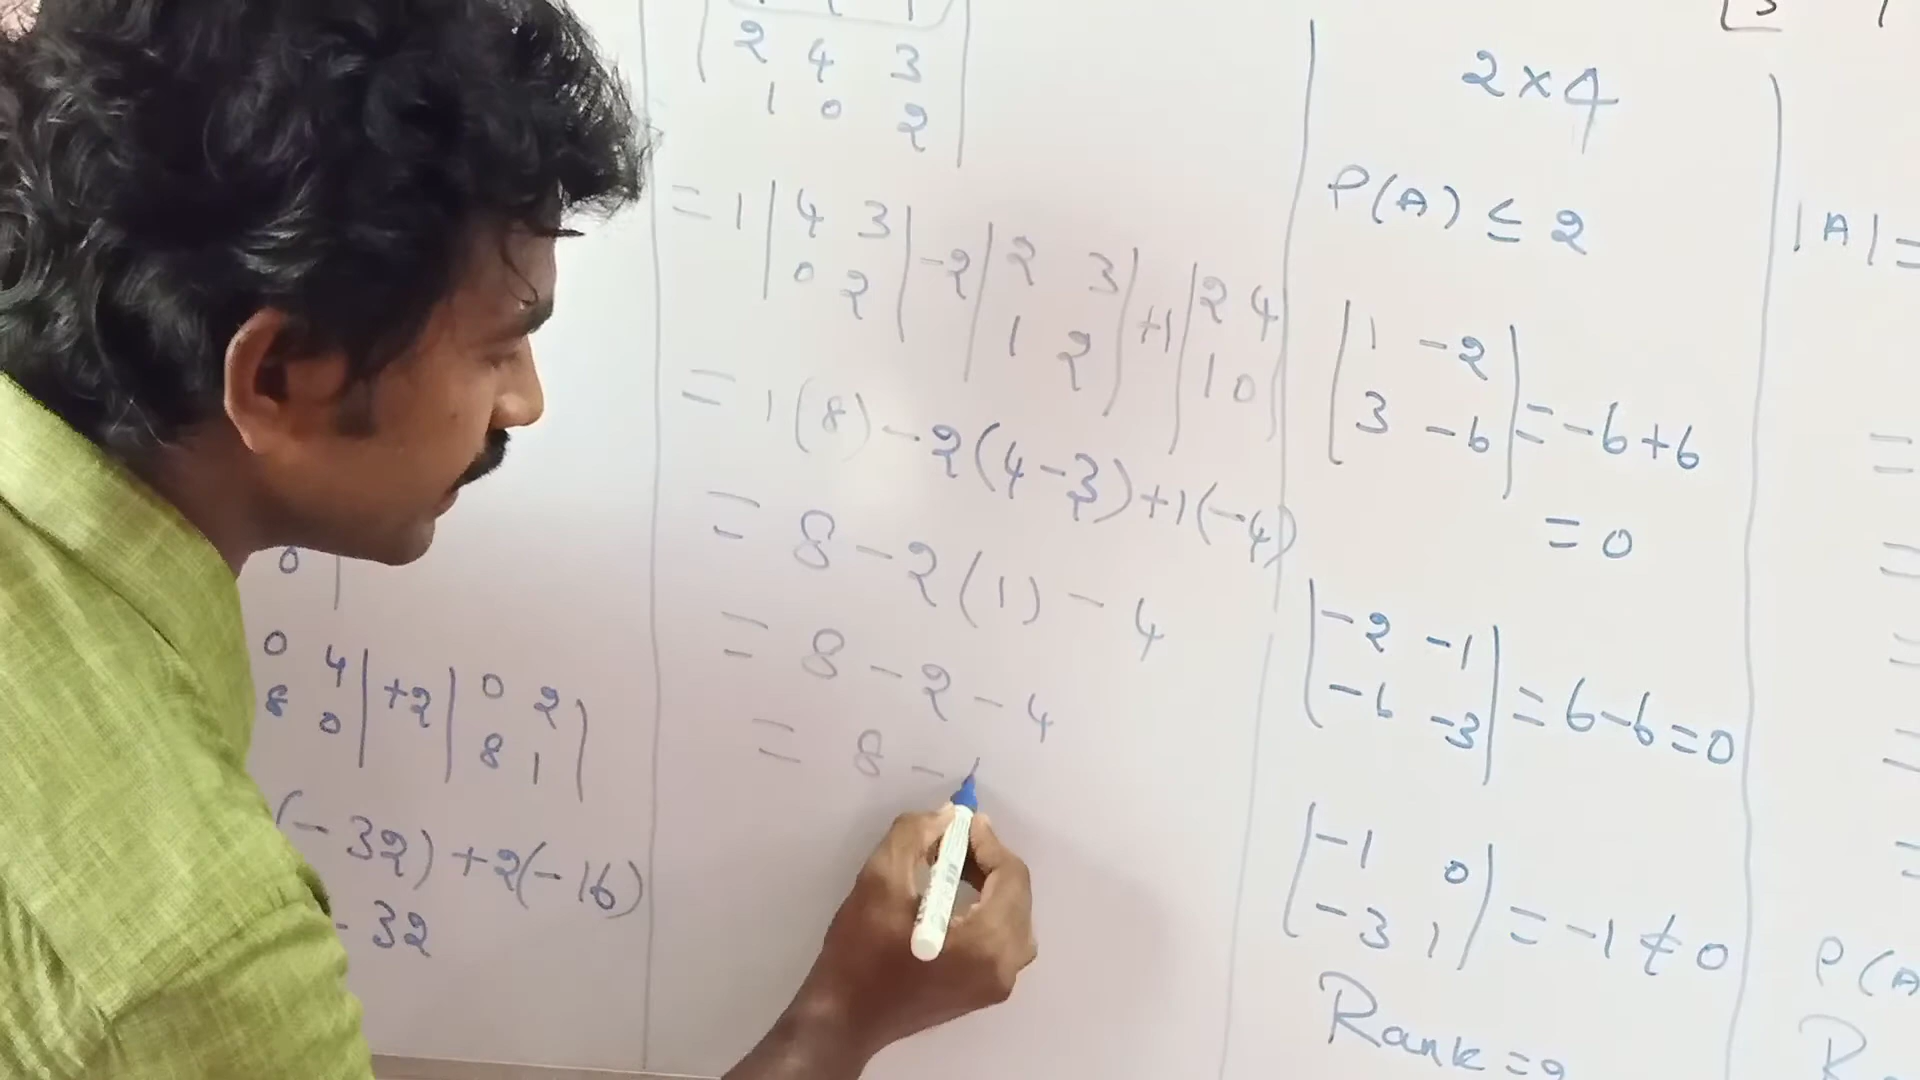 0
0 4
8 0 | +2 | 0 2
8 1 |
(-32) +2(-16)
- 32
2 4 3
1 0 2
= 1 | 4 3 | -2 | 2 3 | +1 | 2 4 |
0 2 1 2 1 0
= 1(8) -2(4-3)+1(-4)
= 8 -2(1) -4
= 8 -2 -4
= 8 -
2×4
ρ(A) ≤ 2
| 1 -2 |
| 3 -6 | = -6+6
= 0
| -2 -1 |
| -6 -3 | = 6-6=0
| -1 0 |
| -3 1 | = -1 ≠ 0
Rank =
|A| =
=
=
=
=
=
ρ(A